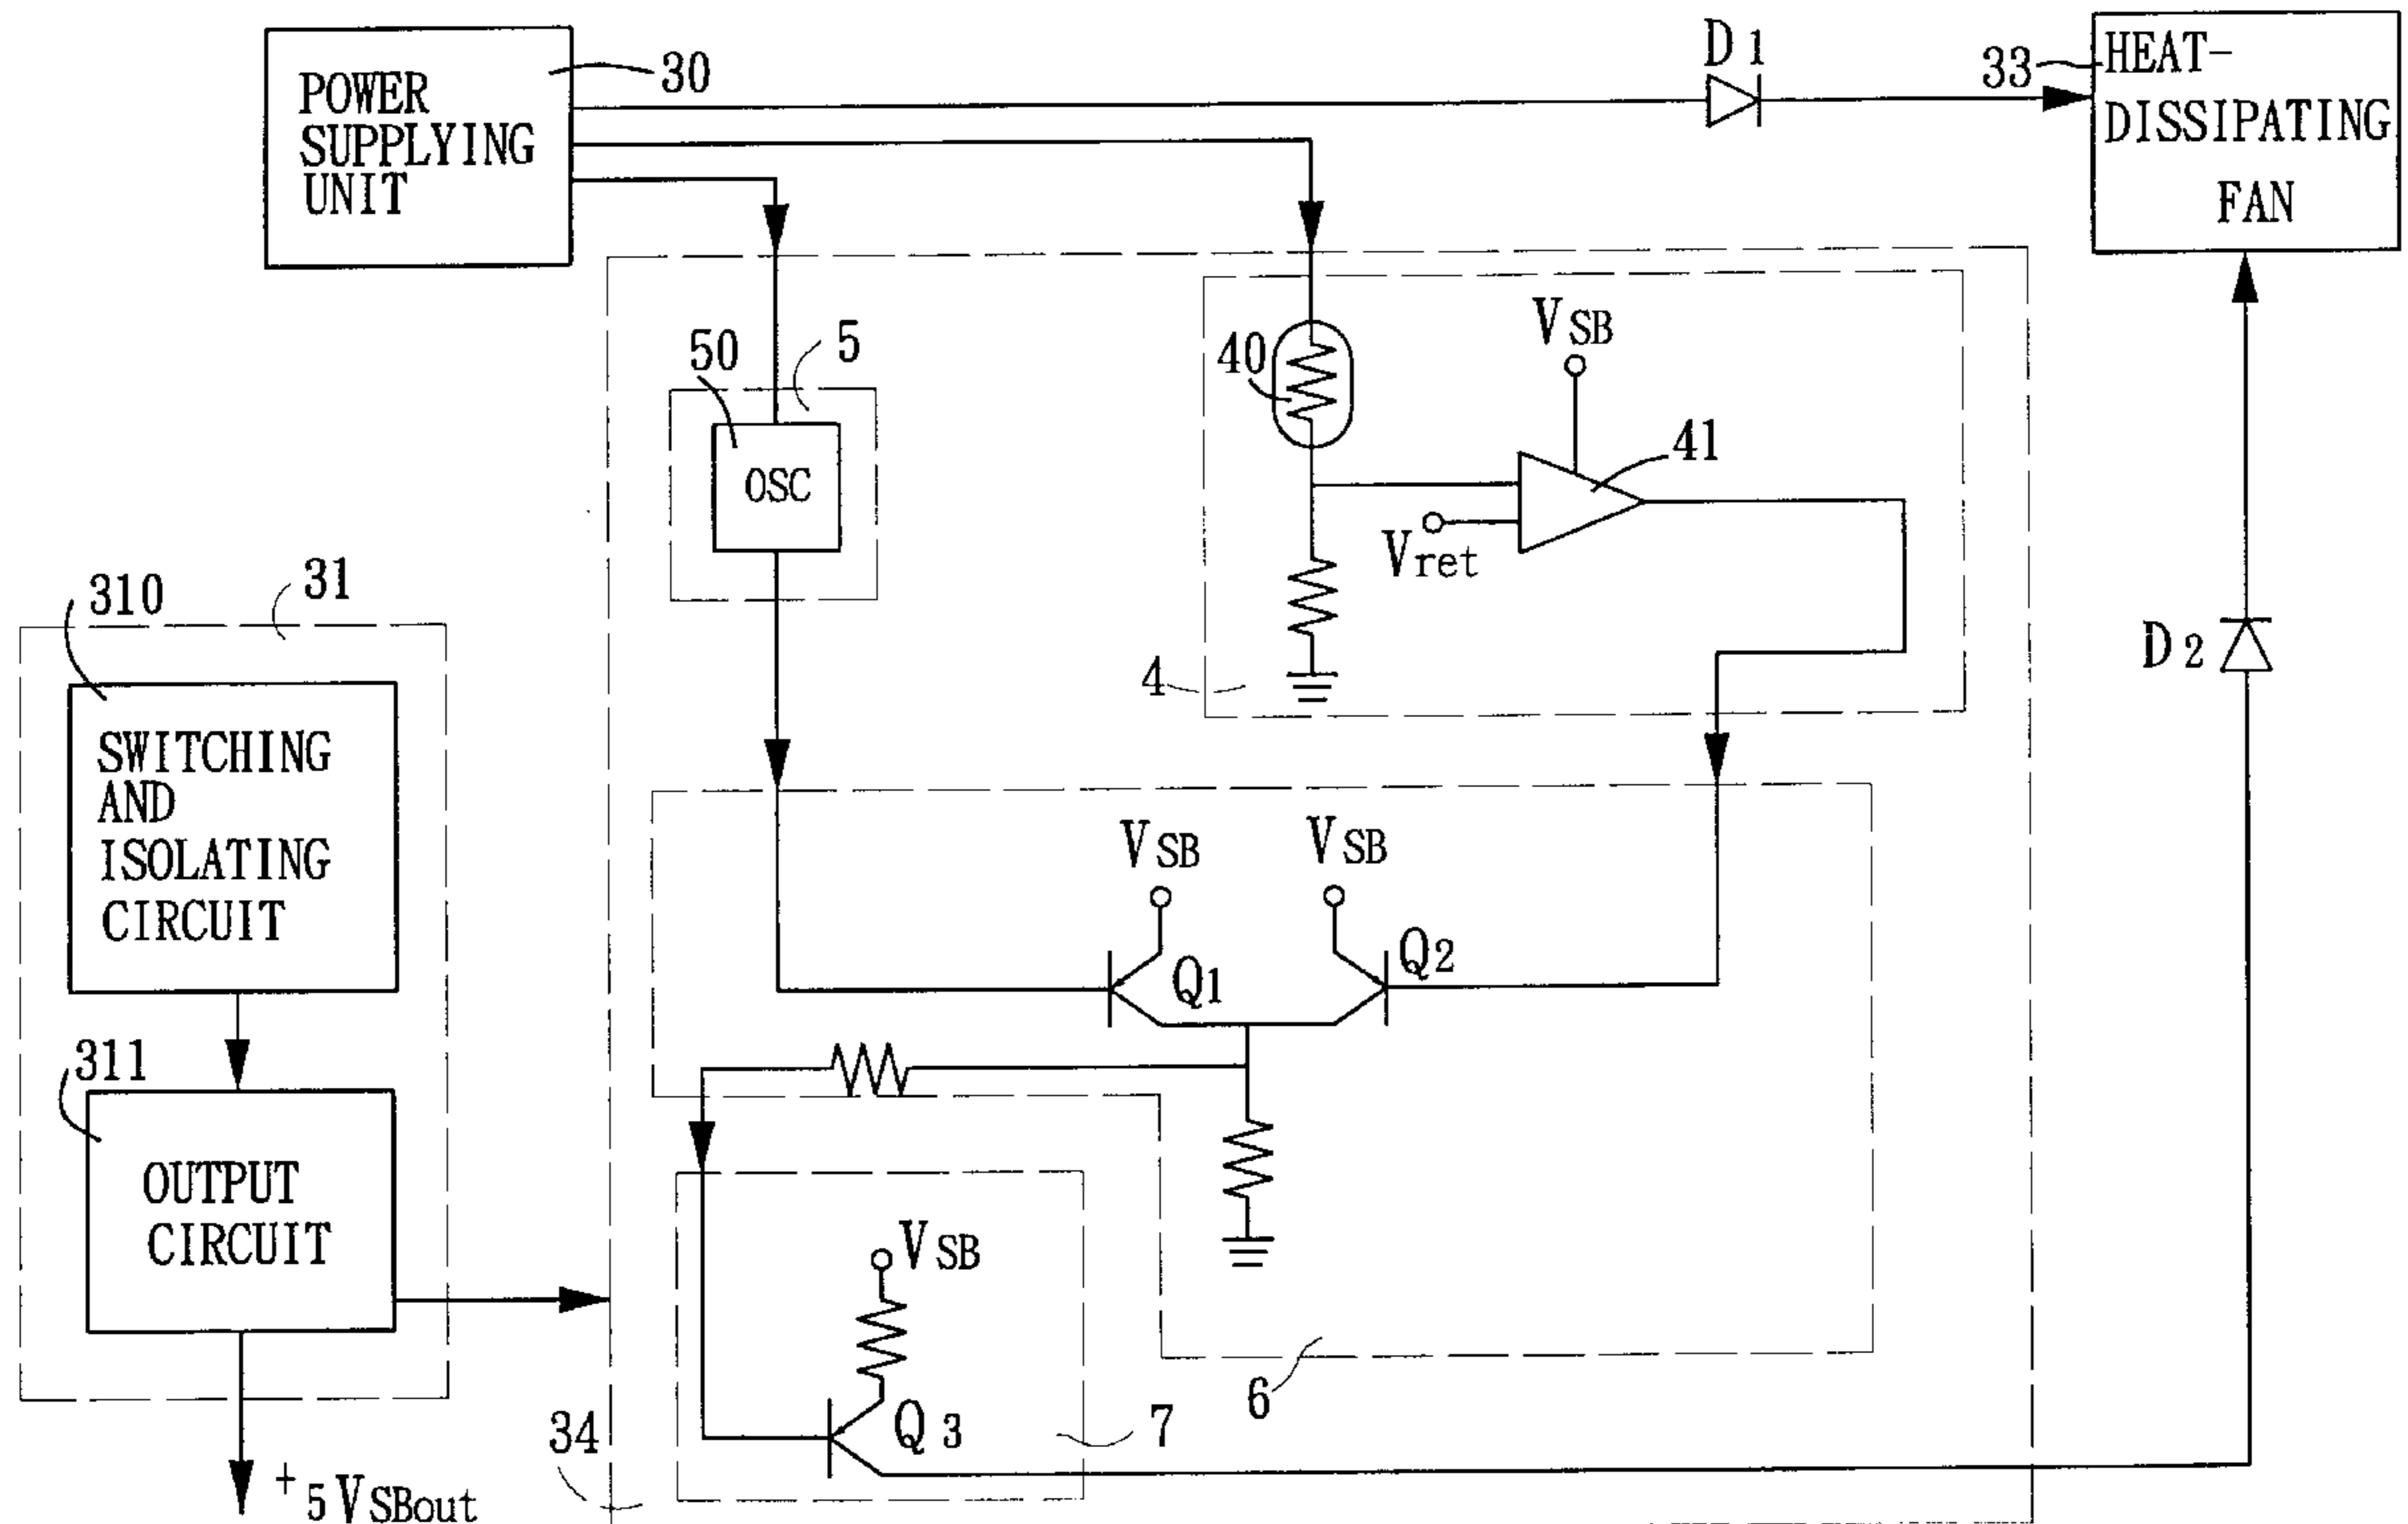 POWER
SUPPLYING
UNIT
30
D1
33
HEAT-
DISSIPATING
FAN
50
5
OSC
40
VSB
41
Vret
4
D2
310
31
SWITCHING
AND
ISOLATING
CIRCUIT
VSB
VSB
Q1
Q2
311
OUTPUT
CIRCUIT
VSB
Q3
7
6
34
+5VSBout